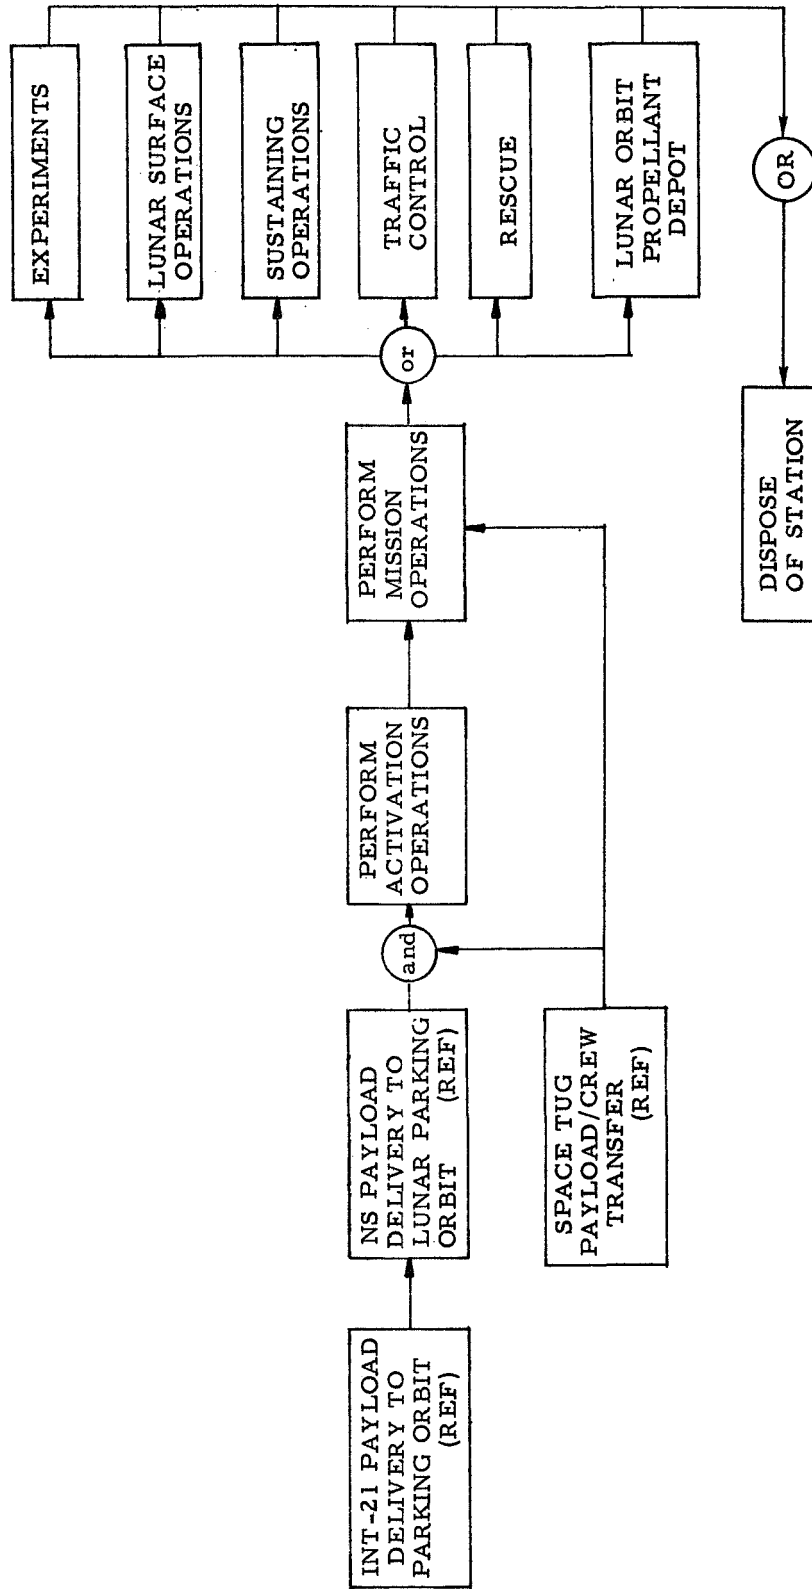 INT-21 PAYLOAD
DELIVERY TO
PARKING ORBIT
(REF)
NS PAYLOAD
DELIVERY TO
LUNAR PARKING
ORBIT (REF)
SPACE TUG
PAYLOAD/CREW
TRANSFER
(REF)
and
PERFORM
ACTIVATION
OPERATIONS
PERFORM
MISSION
OPERATIONS
or
EXPERIMENTS
LUNAR SURFACE
OPERATIONS
SUSTAINING
OPERATIONS
TRAFFIC
CONTROL
RESCUE
LUNAR ORBIT
PROPELLANT
DEPOT
OR
DISPOSE
OF STATION